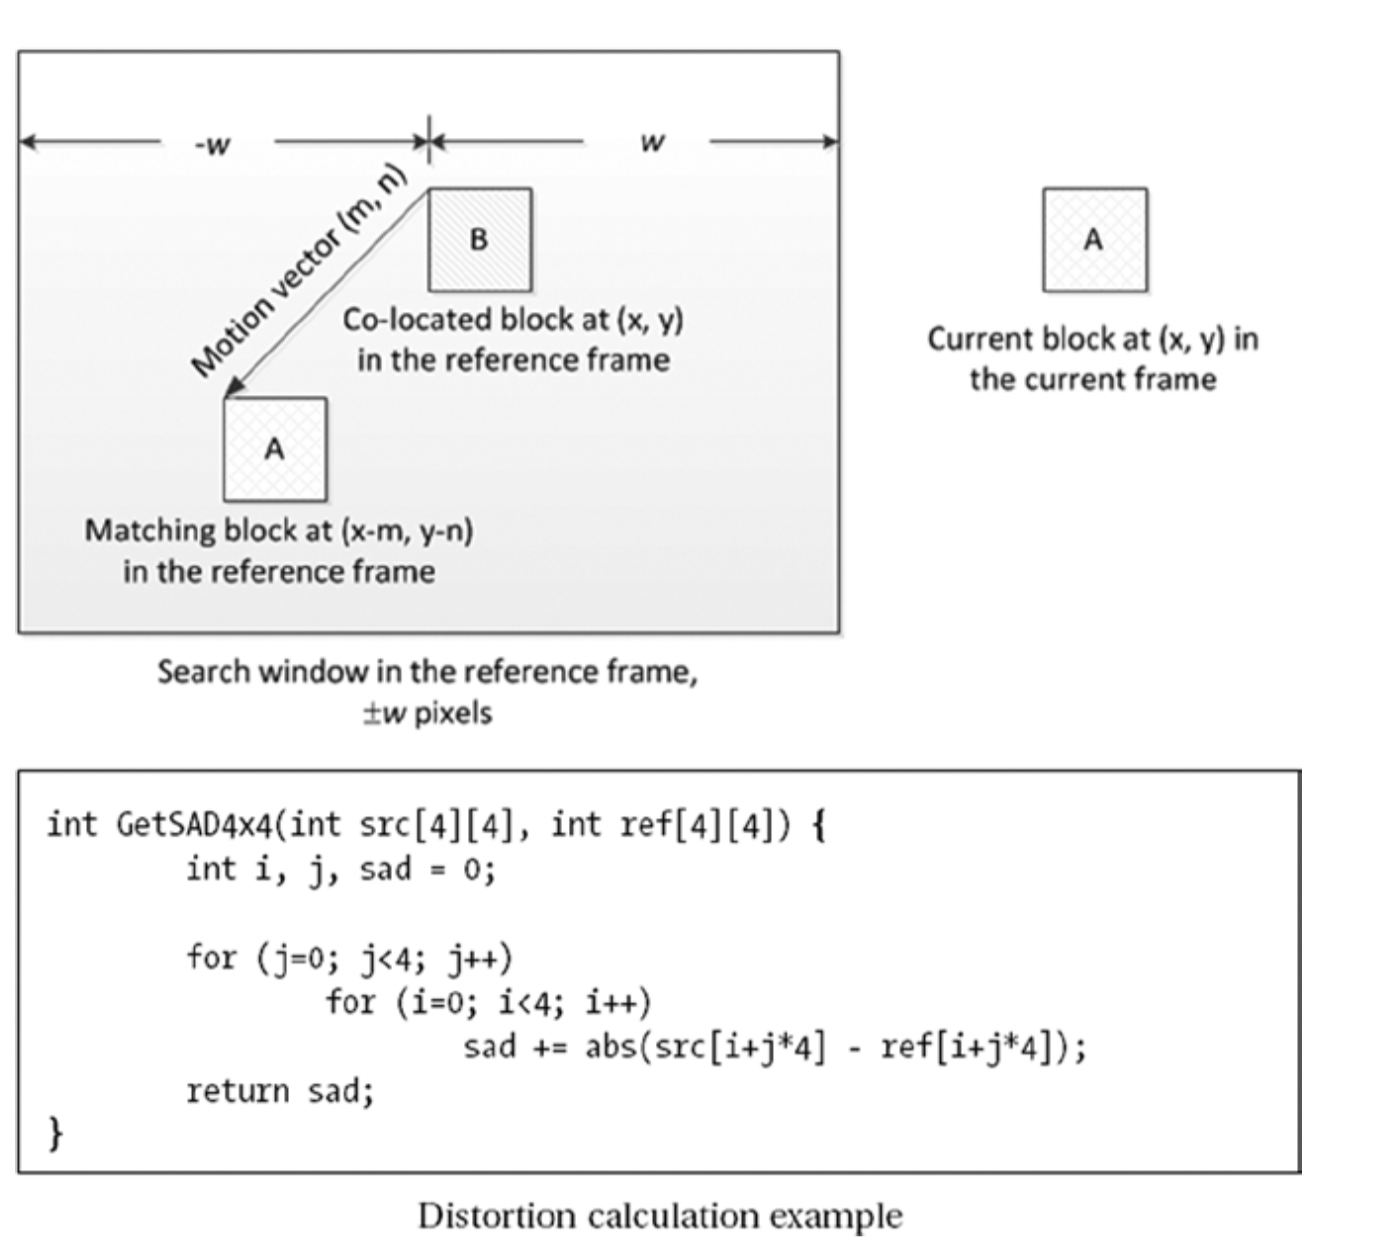 -w
w
Motion vector (m, n)
B
A
Co-located block at (x, y)
in the reference frame
Current block at (x, y) in
the current frame
A
Matching block at (x-m, y-n)
in the reference frame
Search window in the reference frame,
±w pixels
int GetSAD4x4(int src[4][4], int ref[4][4]) {
int i, j, sad = 0;
for (j=0; j<4; j++)
for (i=0; i<4; i++)
sad += abs(src[i+j*4] - ref[i+j*4]);
return sad;
}
Distortion calculation example